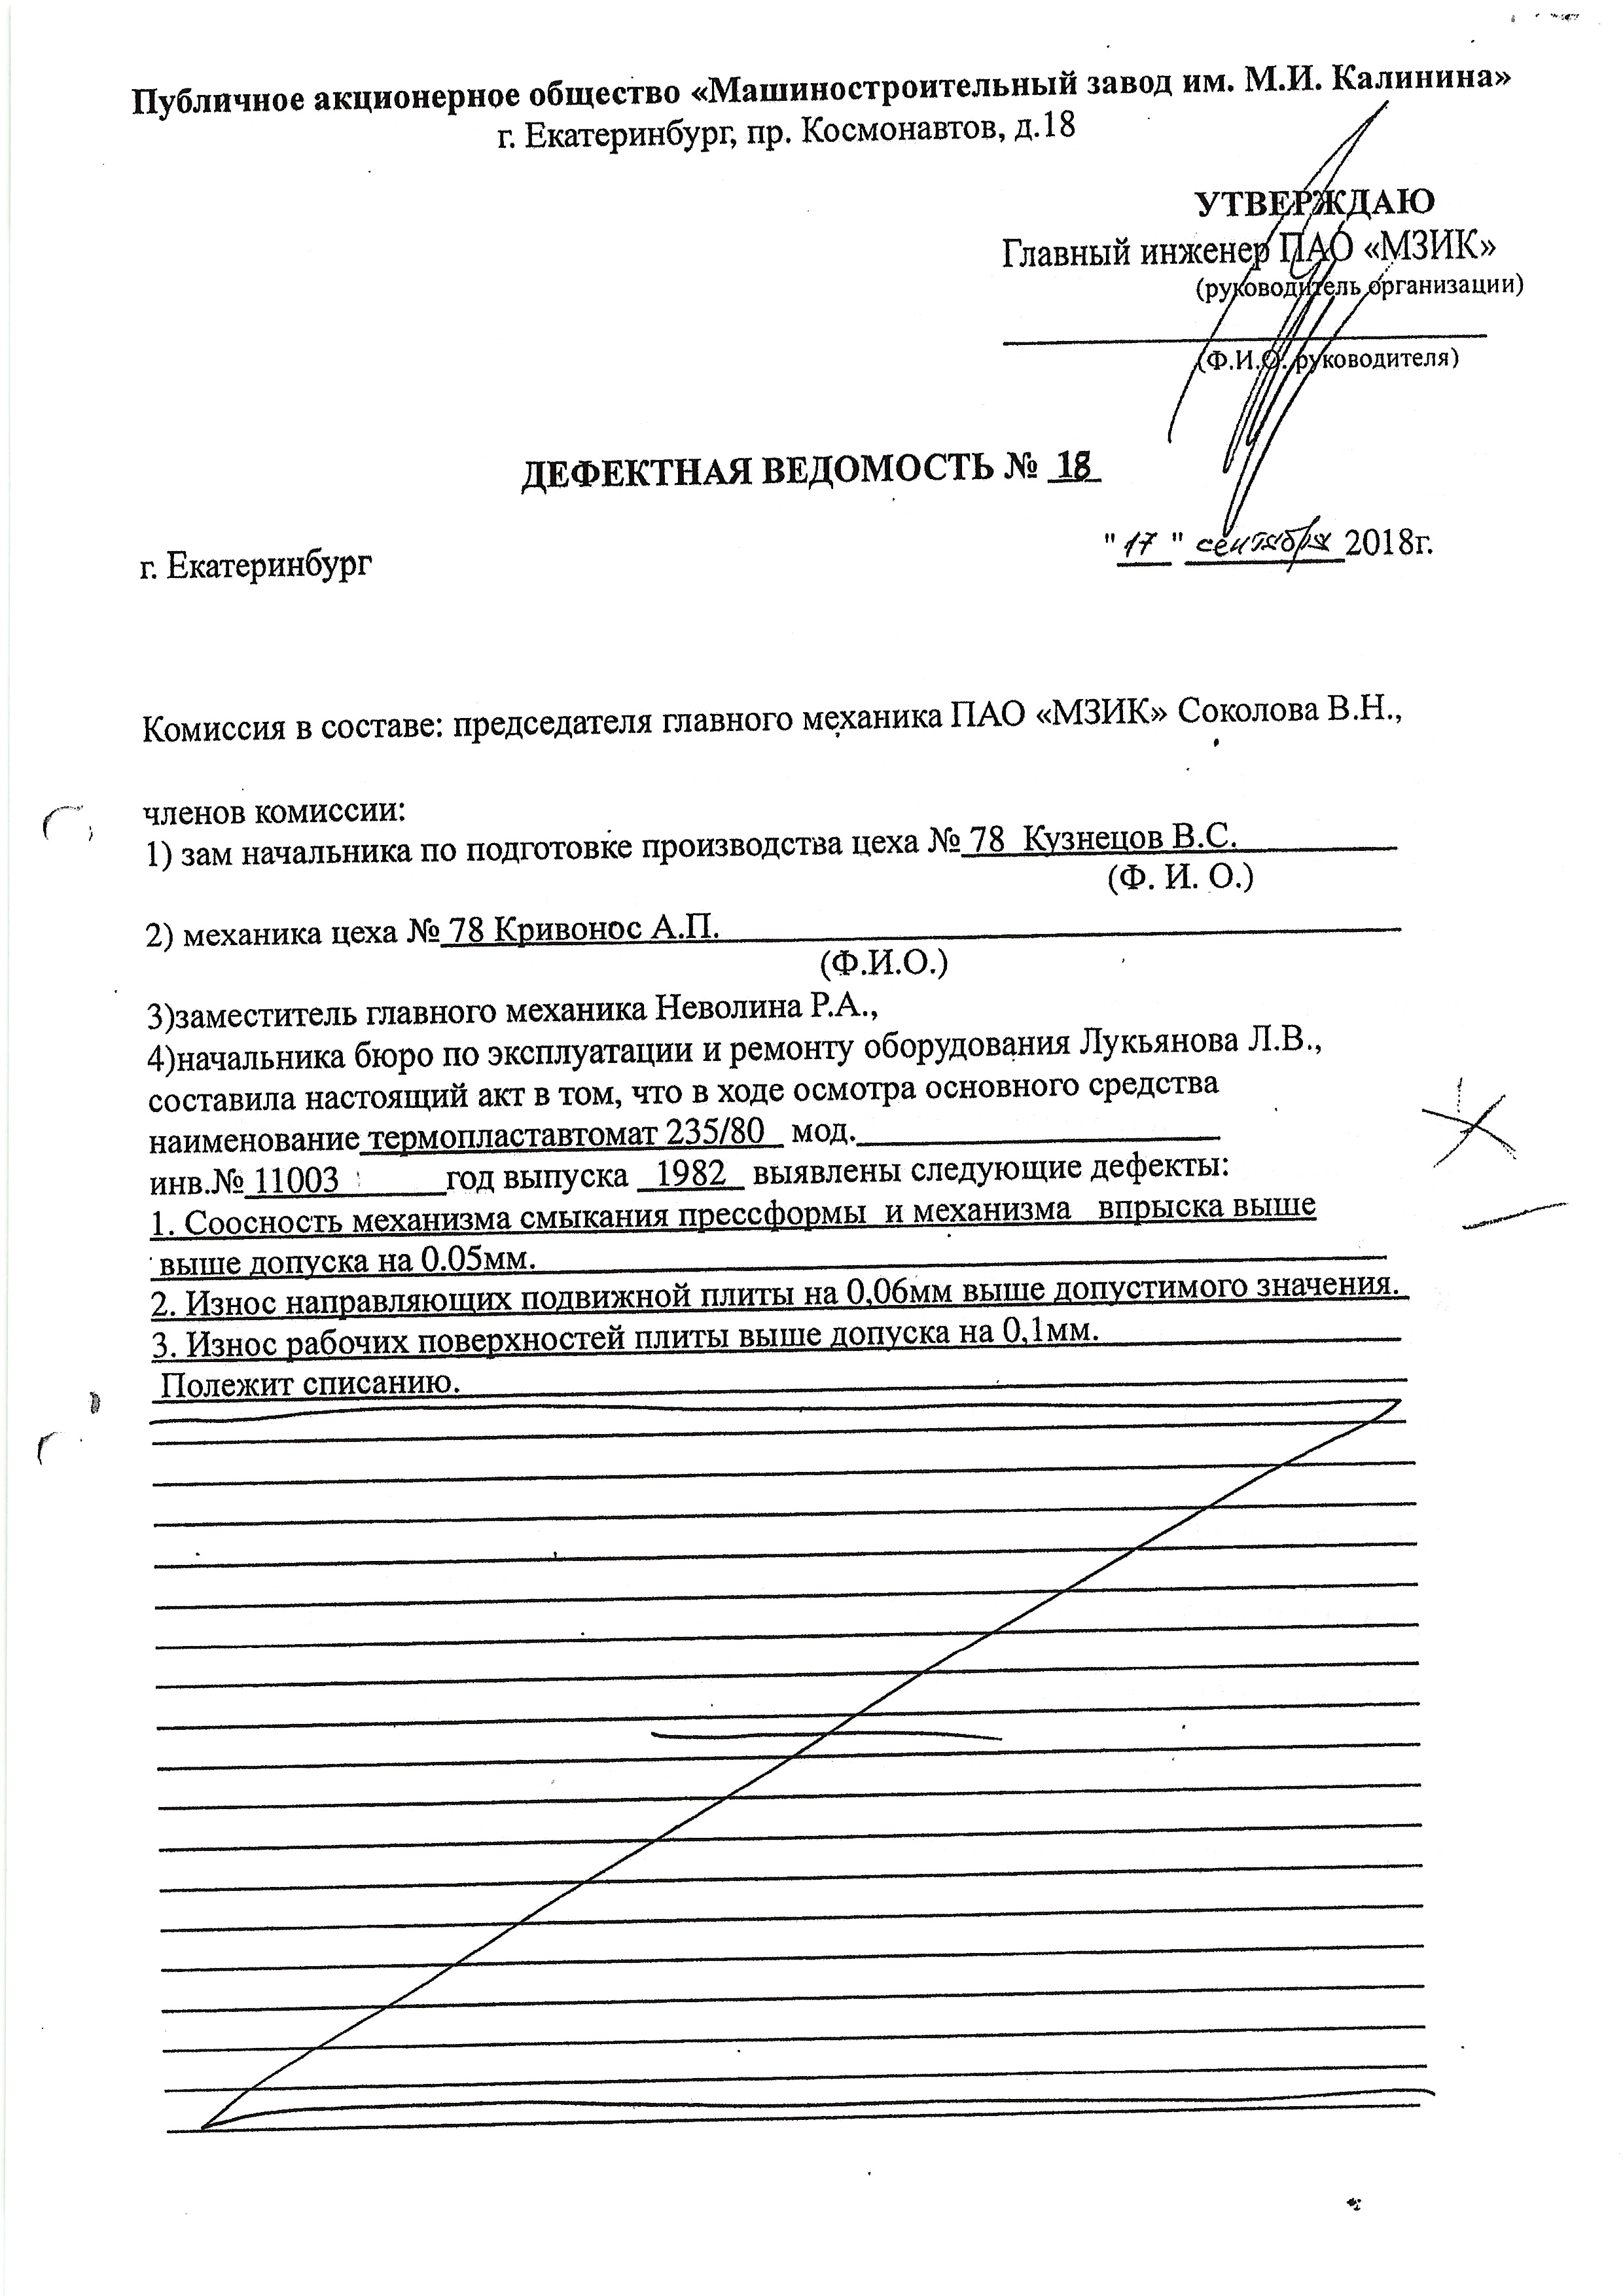 Публичное акционерное общество «Машиностроительный завод им. М.И. Калинина»
г. Екатеринбург, пр. Космонавтов, д.18
УТВЕРЖДАЮ
Главный инженер ПАО «МЗИК»
(руководитель организации)
(Ф.И.О. руководителя)
ДЕФЕКТНАЯ ВЕДОМОСТЬ № 18
г. Екатеринбург
"17" сентября 2018г.
Комиссия в составе: председателя главного механика ПАО «МЗИК» Соколова В.Н.,
членов комиссии:
1) зам начальника по подготовке производства цеха № 78 Кузнецов В.С.
(Ф. И. О.)
2) механика цеха № 78 Кривонос А.П.
(Ф.И.О.)
3)заместитель главного механика Неволина Р.А.,
4)начальника бюро по эксплуатации и ремонту оборудования Лукьянова Л.В.,
составила настоящий акт в том, что в ходе осмотра основного средства
наименование термопластавтомат 235/80 мод.
инв.№ 11003 год выпуска 1982 выявлены следующие дефекты:
1. Соосность механизма смыкания прессформы и механизма впрыска выше
выше допуска на 0.05мм.
2. Износ направляющих подвижной плиты на 0,06мм выше допустимого значения.
3. Износ рабочих поверхностей плиты выше допуска на 0,1мм.
Полежит списанию.